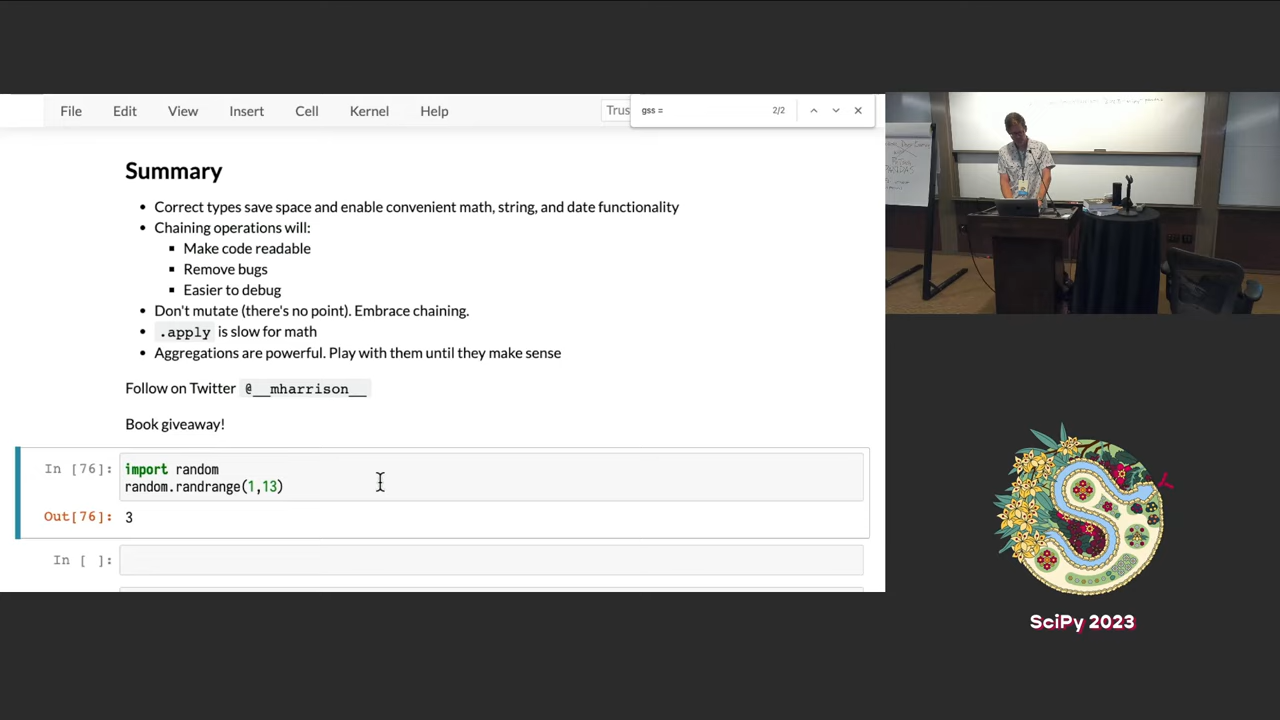 File Edit View Insert Cell Kernel Help Trus gss = 2/2
Summary
• Correct types save space and enable convenient math, string, and date functionality
• Chaining operations will:
▪ Make code readable
▪ Remove bugs
▪ Easier to debug
• Don't mutate (there's no point). Embrace chaining.
• .apply is slow for math
• Aggregations are powerful. Play with them until they make sense
Follow on Twitter @__mharrison__
Book giveaway!
In [76]: import random
random.randrange(1,13)
Out[76]: 3
In [ ]:
SciPy 2023